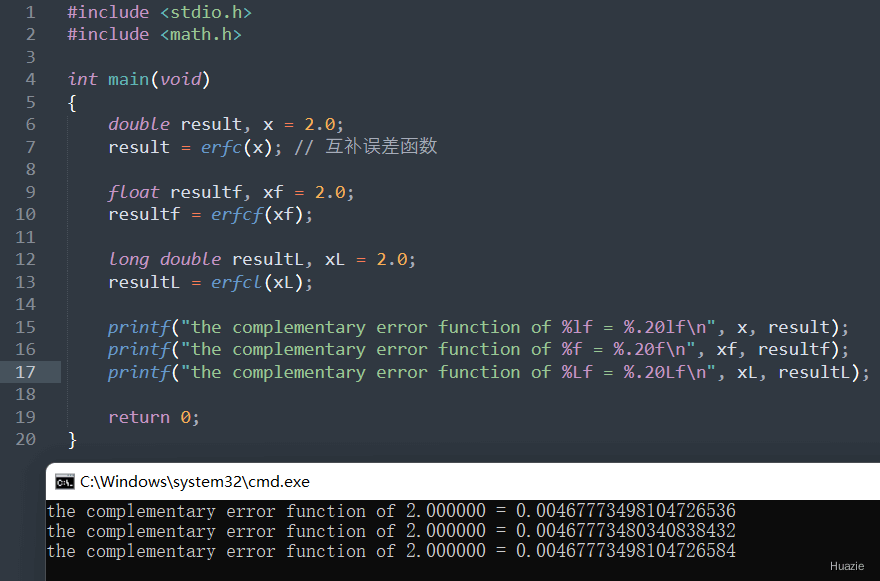 1 #include <stdio.h>
2 #include <math.h>
3
4 int main(void)
5 {
6 double result, x = 2.0;
7 result = erfc(x); // 互补误差函数
8
9 float resultf, xf = 2.0;
10 resultf = erfcf(xf);
11
12 long double resultL, xL = 2.0;
13 resultL = erfcl(xL);
14
15 printf("the complementary error function of %lf = %.20lf\n", x, result);
16 printf("the complementary error function of %f = %.20f\n", xf, resultf);
17 printf("the complementary error function of %Lf = %.20Lf\n", xL, resultL);
18
19 return 0;
20 }
C:\Windows\system32\cmd.exe
the complementary error function of 2.000000 = 0.00467773498104726536
the complementary error function of 2.000000 = 0.00467773480340838432
the complementary error function of 2.000000 = 0.00467773498104726584
Huazie